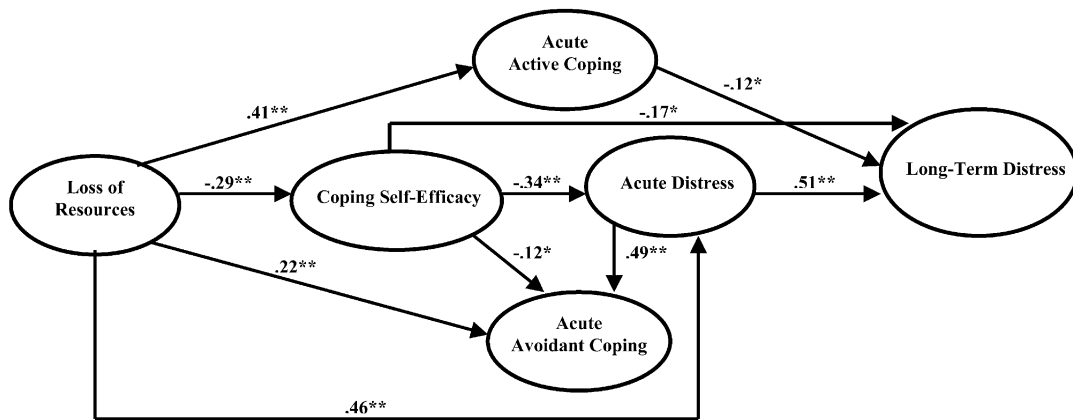 Acute
Active Coping
-.12*
.41**
-.17*
Loss of
Resources
-.29**
Coping Self-Efficacy
-.34**
Acute Distress
.51**
Long-Term Distress
.22**
-.12*
.49**
Acute
Avoidant Coping
.46**